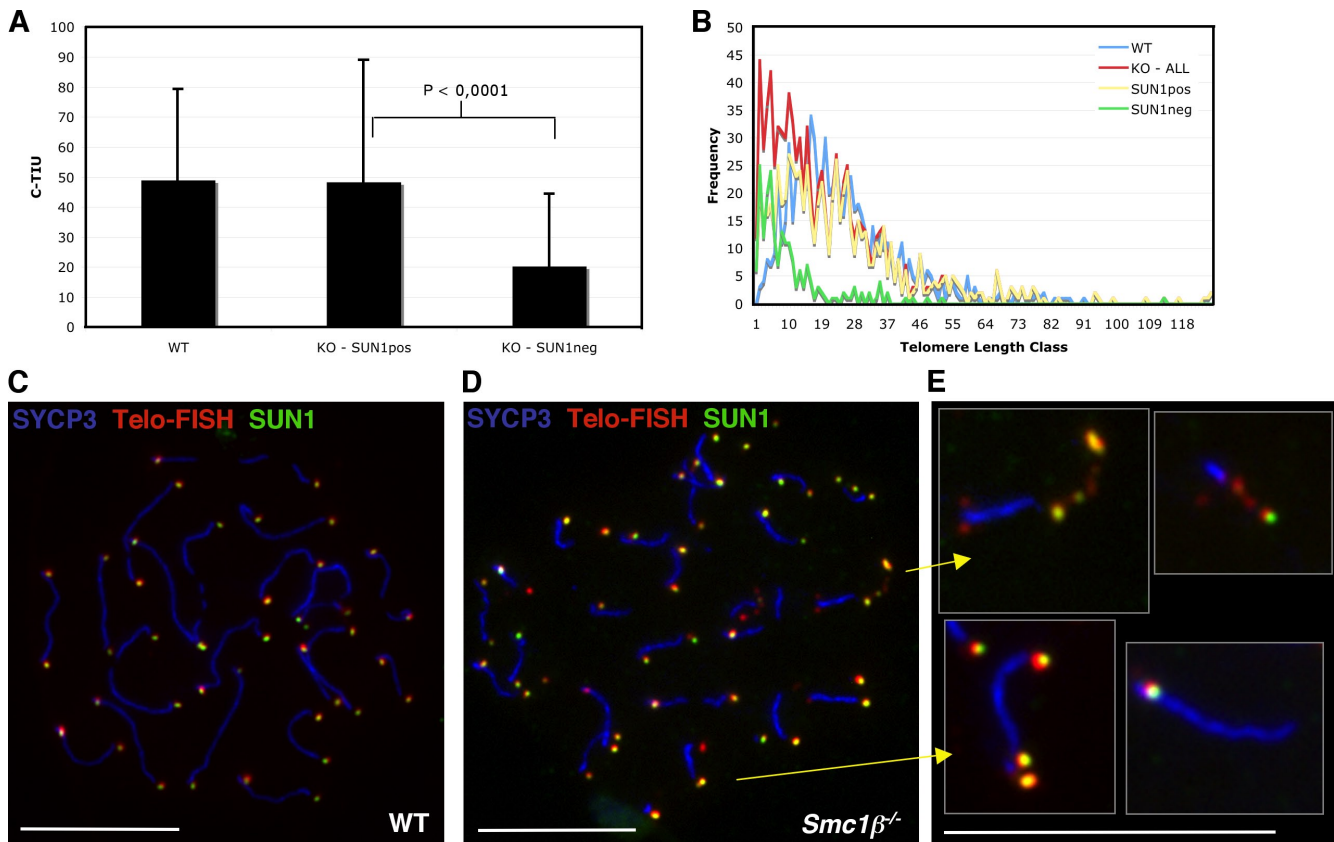 A
100
90
80
70
60
50
40
30
20
10
0
C-TIU
P < 0,0001
WT
KO - SUN1pos
KO - SUN1neg
B
50
45
40
35
30
25
20
15
10
5
0
Frequency
WT
KO - ALL
SUN1pos
SUN1neg
1 10 19 28 37 46 55 64 73 82 91 100 109 118
Telomere Length Class
C
SYCP3 Telo-FISH SUN1
WT
D
SYCP3 Telo-FISH SUN1
Smc1β-/-
E